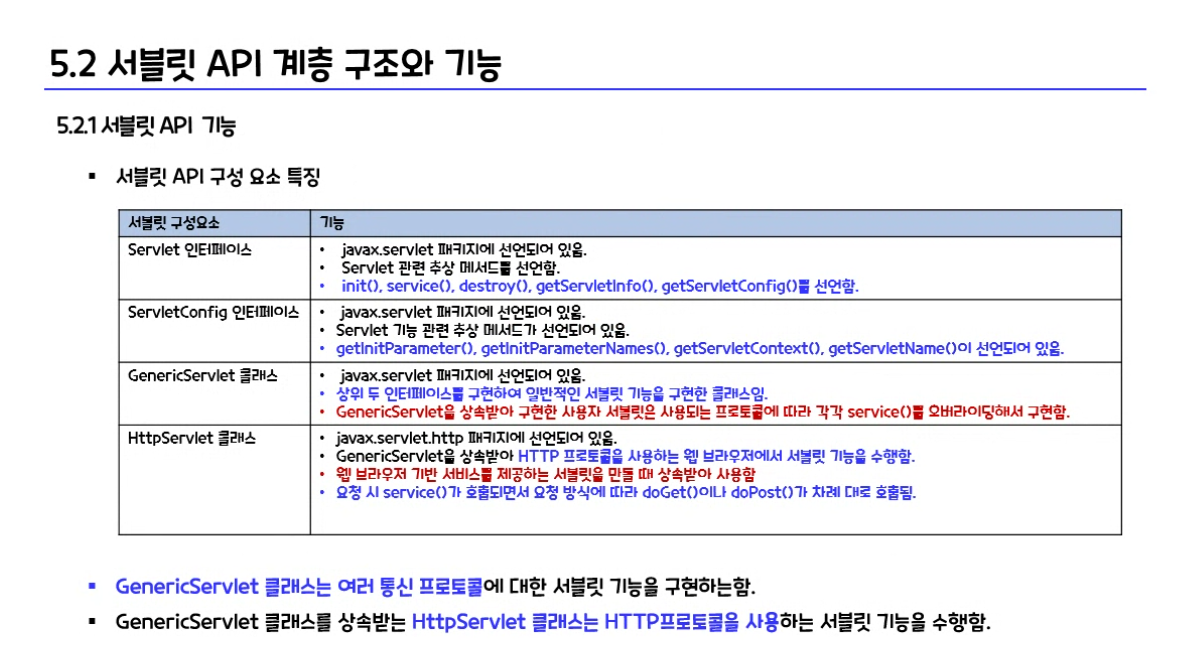 5.2 서블릿 API 계층 구조와 기능
5.2.1 서블릿 API 기능
▪ 서블릿 API 구성 요소 특징
서블릿 구성요소 기능
Servlet 인터페이스
• javax.servlet 패키지에 선언되어 있음.
• Servlet 관련 추상 메서드를 선언함.
• init(), service(), destroy(), getServletInfo(), getServletConfig()를 선언함.
ServletConfig 인터페이스
• javax.servlet 패키지에 선언되어 있음.
• Servlet 기능 관련 추상 메서드가 선언되어 있음.
• getInitParameter(), getInitParameterNames(), getServletContext(), getServletName()이 선언되어 있음.
GenericServlet 클래스
• javax.servlet 패키지에 선언되어 있음.
• 상위 두 인터페이스를 구현하여 일반적인 서블릿 기능을 구현한 클래스임.
• GenericServlet을 상속받아 구현한 사용자 서블릿은 사용되는 프로토콜에 따라 각각 service()를 오버라이딩해서 구현함.
HttpServlet 클래스
• javax.servlet.http 패키지에 선언되어 있음.
• GenericServlet을 상속받아 HTTP 프로토콜을 사용하는 웹 브라우저에서 서블릿 기능을 수행함.
• 웹 브라우저 기반 서비스를 제공하는 서블릿을 만들 때 상속받아 사용함
• 요청 시 service()가 호출되면서 요청 방식에 따라 doGet()이나 doPost()가 차례 대로 호출됨.
▪ GenericServlet 클래스는 여러 통신 프로토콜에 대한 서블릿 기능을 구현하는함.
▪ GenericServlet 클래스를 상속받는 HttpServlet 클래스는 HTTP프로토콜을 사용하는 서블릿 기능을 수행함.